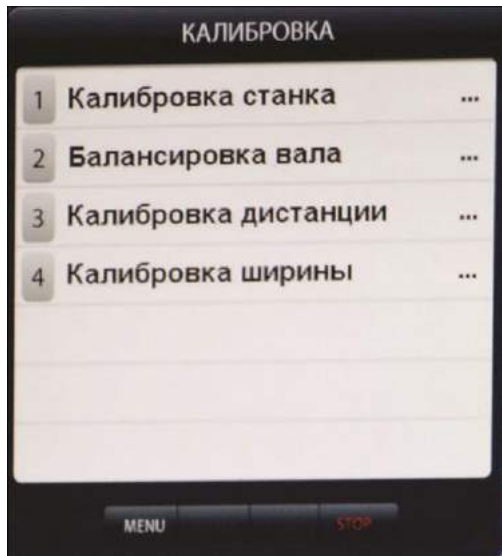 КАЛИБРОВКА
1 Калибровка станка ...
2 Балансировка вала ...
3 Калибровка дистанции ...
4 Калибровка ширины ...
MENU STOP